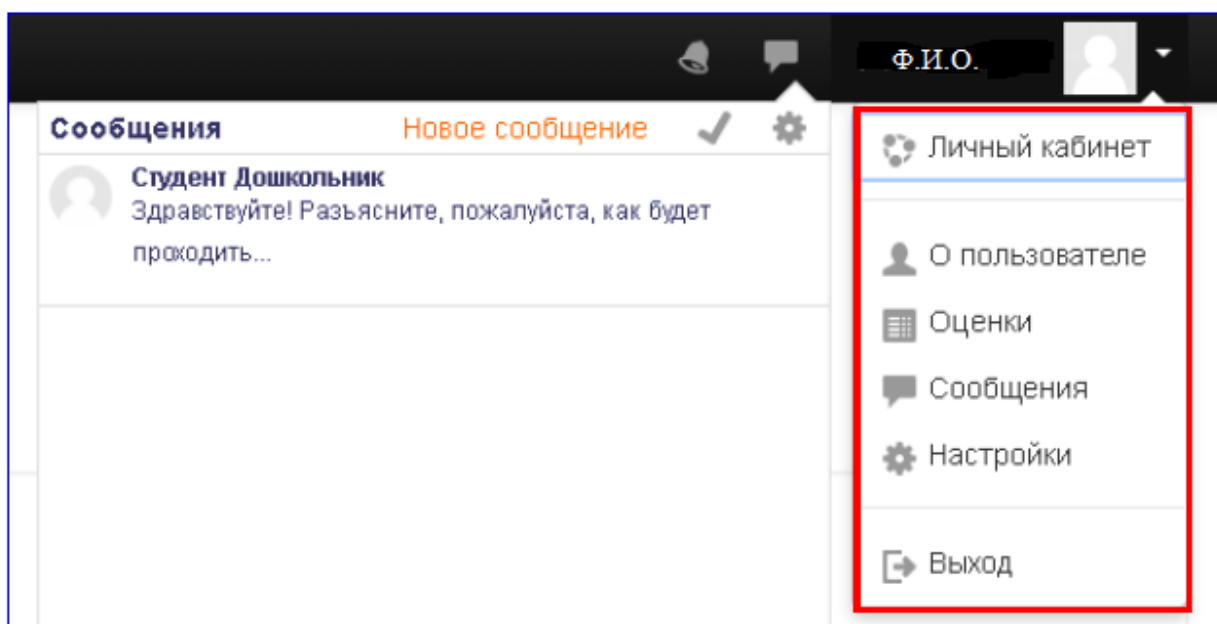 Ф.И.О.
Сообщения Новое сообщение
Студент Дошкольник
Здравствуйте! Разъясните, пожалуйста, как будет
проходить...
Личный кабинет
О пользователе
Оценки
Сообщения
Настройки
Выход